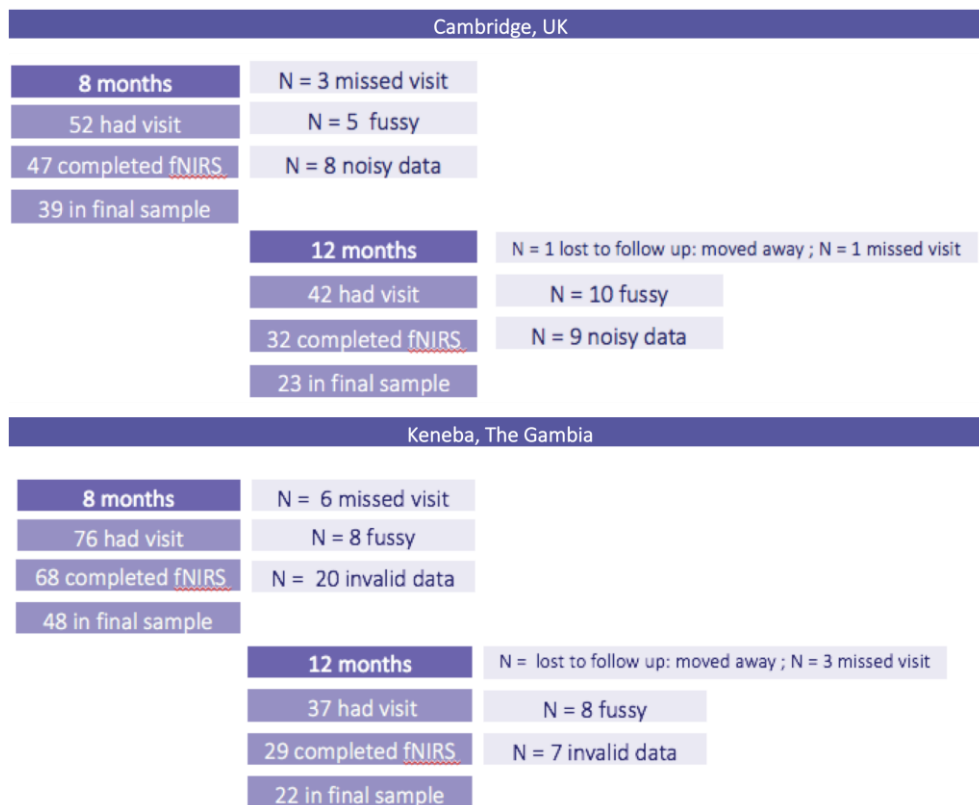 Cambridge, UK
8 months
N = 3 missed visit
52 had visit
N = 5 fussy
47 completed fNIRS
N = 8 noisy data
39 in final sample
12 months
N = 1 lost to follow up: moved away ; N = 1 missed visit
42 had visit
N = 10 fussy
32 completed fNIRS
N = 9 noisy data
23 in final sample
Keneba, The Gambia
8 months
N = 6 missed visit
76 had visit
N = 8 fussy
68 completed fNIRS
N = 20 invalid data
48 in final sample
12 months
N = lost to follow up: moved away ; N = 3 missed visit
37 had visit
N = 8 fussy
29 completed fNIRS
N = 7 invalid data
22 in final sample